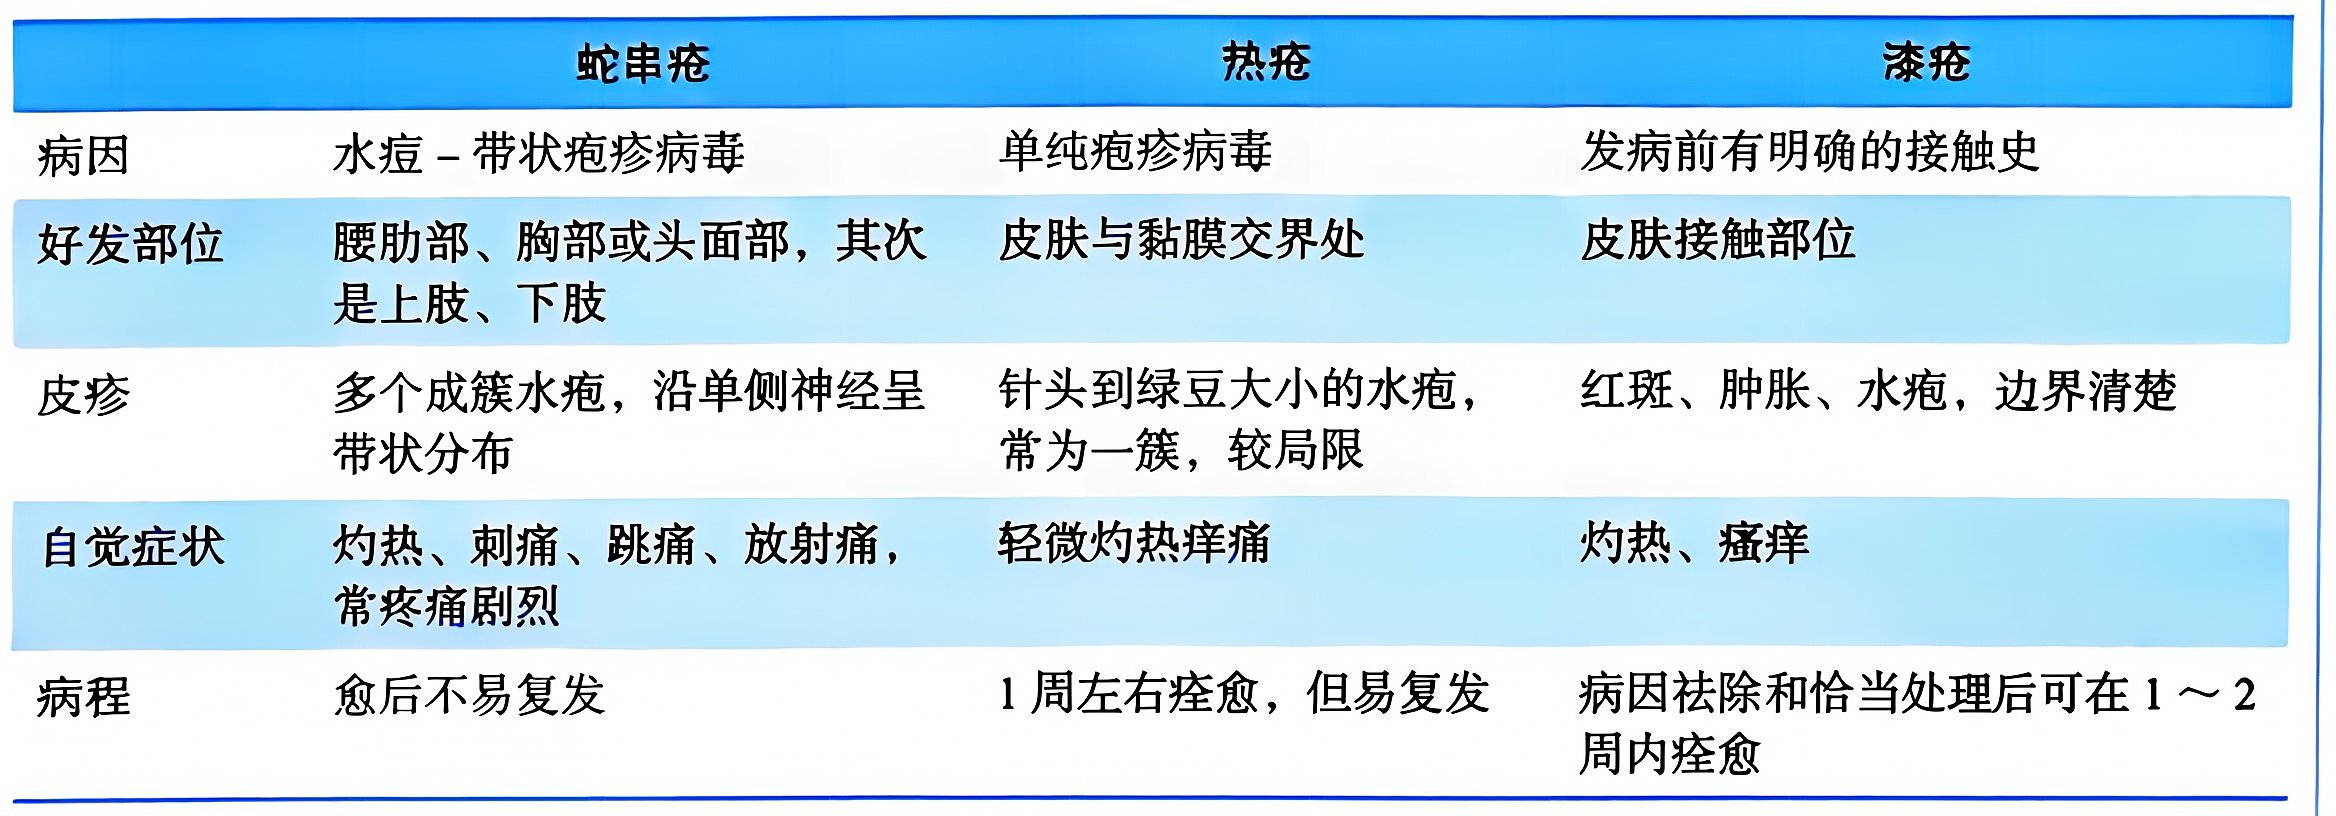 蛇串疮 热疮 漆疮
病因 水痘－带状疱疹病毒 单纯疱疹病毒 发病前有明确的接触史
好发部位 腰肋部、胸部或头面部，其次 皮肤与黏膜交界处 皮肤接触部位
是上肢、下肢
皮疹 多个成簇水疱，沿单侧神经呈 针头到绿豆大小的水疱， 红斑、肿胀、水疱，边界清楚
带状分布 常为一簇，较局限
自觉症状 灼热、刺痛、跳痛、放射痛， 轻微灼热痒痛 灼热、瘙痒
常疼痛剧烈
病程 愈后不易复发 1 周左右痊愈，但易复发 病因祛除和恰当处理后可在 1～2
周内痊愈